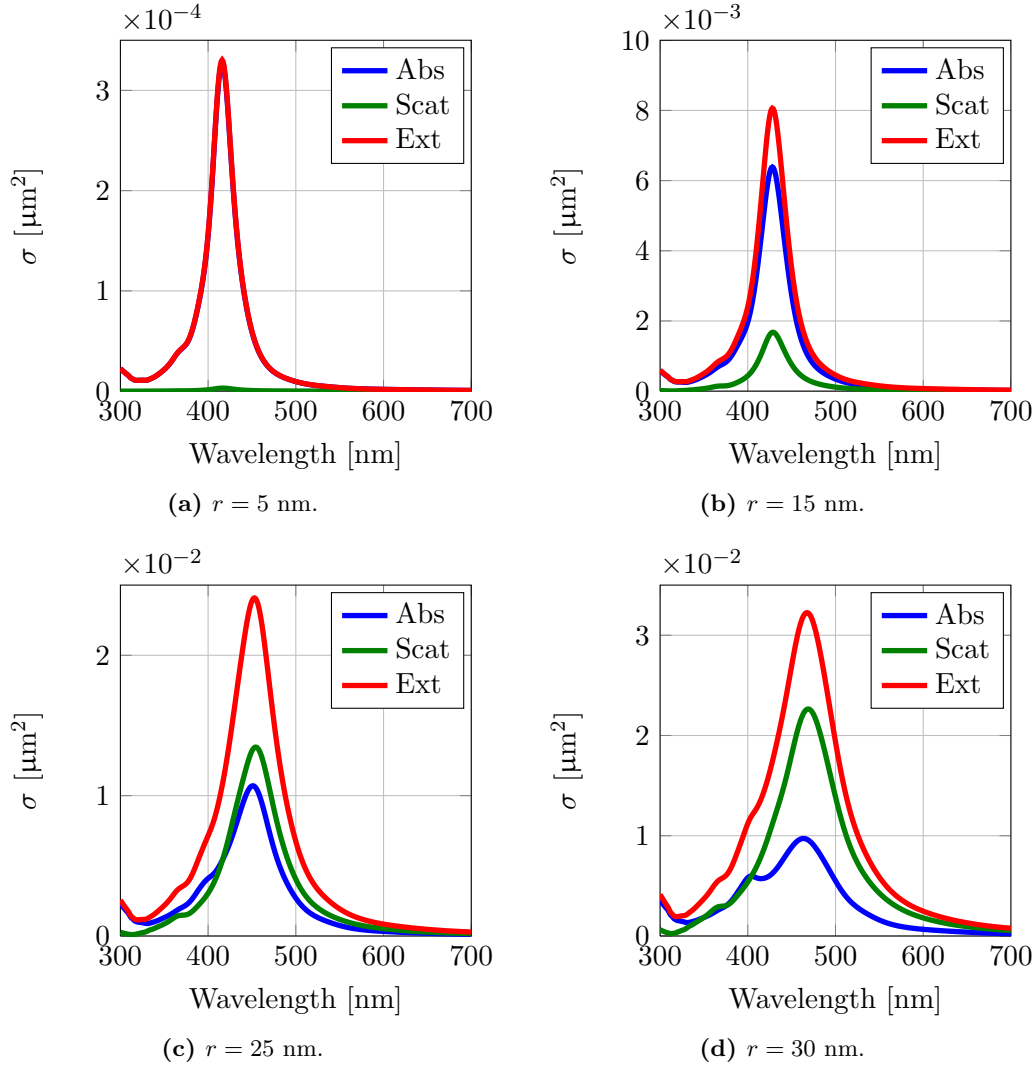 ×10−4
σ [µm2]
3
2
1
0
300 400 500 600 700
Wavelength [nm]
Abs
Scat
Ext
(a) r = 5 nm.
×10−3
σ [µm2]
10
8
6
4
2
0
300 400 500 600 700
Wavelength [nm]
Abs
Scat
Ext
(b) r = 15 nm.
×10−2
σ [µm2]
2
1
0
300 400 500 600 700
Wavelength [nm]
Abs
Scat
Ext
(c) r = 25 nm.
×10−2
σ [µm2]
3
2
1
0
300 400 500 600 700
Wavelength [nm]
Abs
Scat
Ext
(d) r = 30 nm.